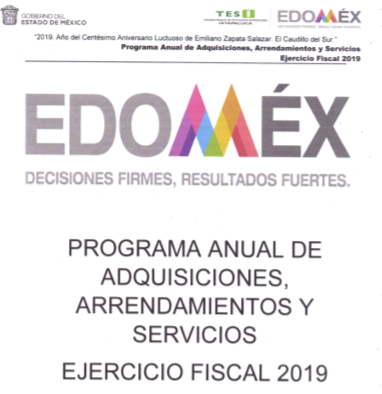 GOBIERNO DEL
ESTADO DE MÉXICO
TES
IXTAPALUCA
EDOMÉX
"2019. Año del Centésimo Aniversario Luctuoso de Emiliano Zapata Salazar. El Caudillo del Sur."
Programa Anual de Adquisiciones, Arrendamientos y Servicios
Ejercicio Fiscal 2019
EDOMÉX
DECISIONES FIRMES, RESULTADOS FUERTES.
PROGRAMA ANUAL DE
ADQUISICIONES,
ARRENDAMIENTOS Y
SERVICIOS
EJERCICIO FISCAL 2019